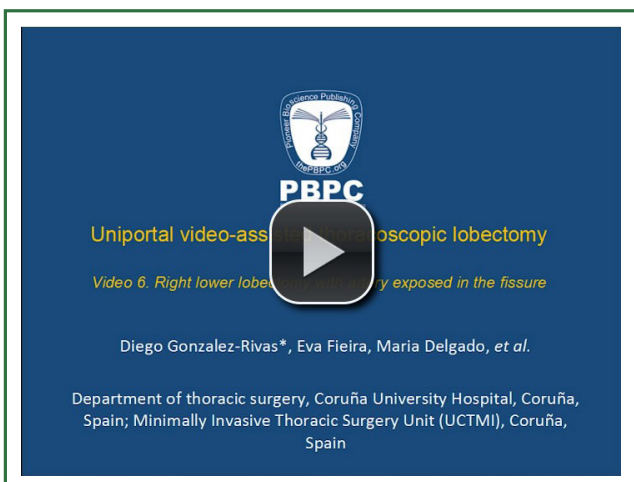 Pioneer Bioscience Publishing Company
thePBPC.org
PBPC
Uniportal video-ass oscopic lobectomy
Video 6. Right lower lobe ry exposed in the fissure
Diego Gonzalez-Rivas*, Eva Fieira, Maria Delgado, et al.
Department of thoracic surgery, Coruña University Hospital, Coruña,
Spain; Minimally Invasive Thoracic Surgery Unit (UCTMI), Coruña,
Spain